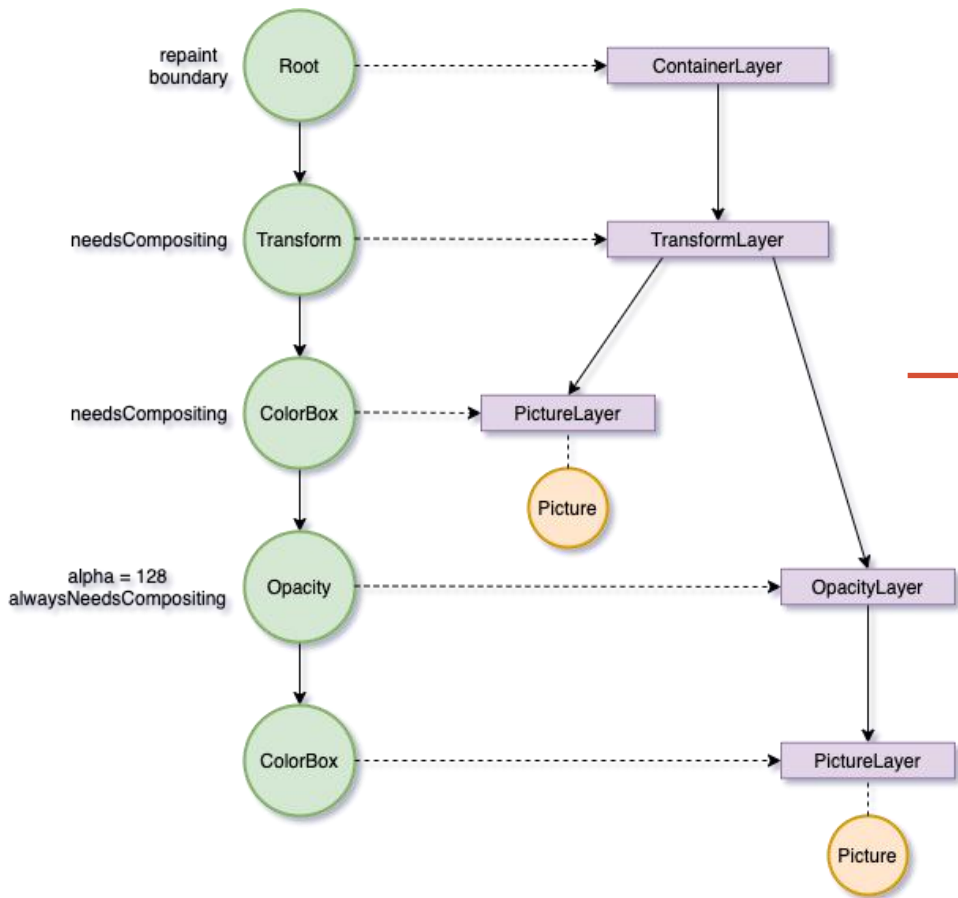 repaint
boundary
Root
ContainerLayer
needsCompositing
Transform
TransformLayer
needsCompositing
ColorBox
PictureLayer
Picture
alpha = 128
alwaysNeedsCompositing
Opacity
OpacityLayer
ColorBox
PictureLayer
Picture